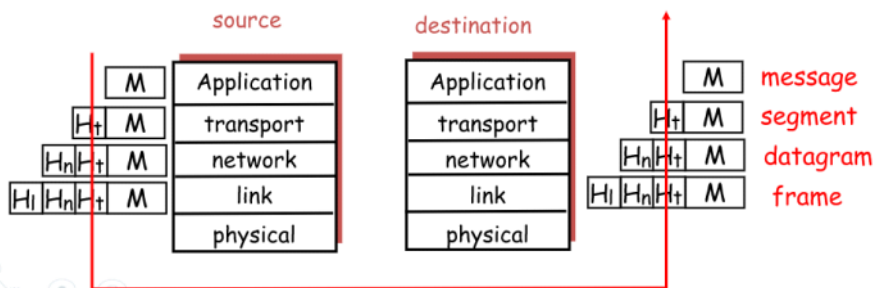 source destination
M Application Application M message
Ht M transport transport Ht M segment
Hn Ht M network network Hn Ht M datagram
Hl Hn Ht M link link Hl Hn Ht M frame
physical physical